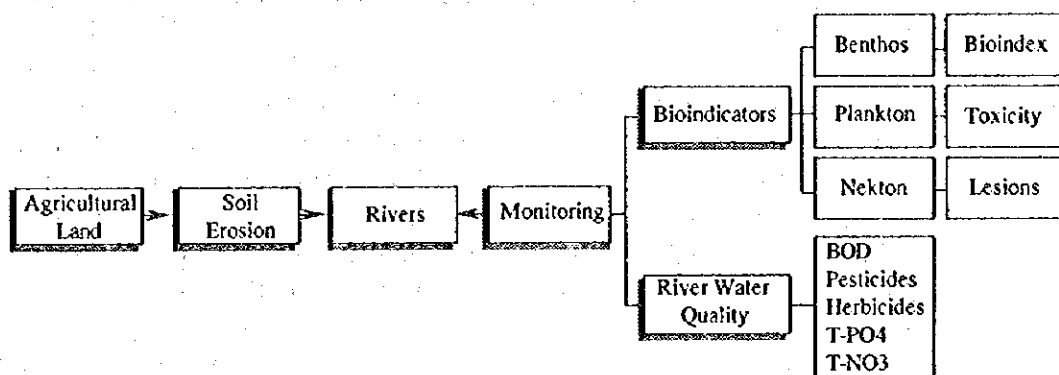 Benthos
Bioindex
Bioindicators
Plankton
Toxicity
Nekton
Lesions
Agricultural
Land
Soil
Erosion
Rivers
Monitoring
River Water
Quality
BOD
Pesticides
Herbicides
T-PO4
T-NO3